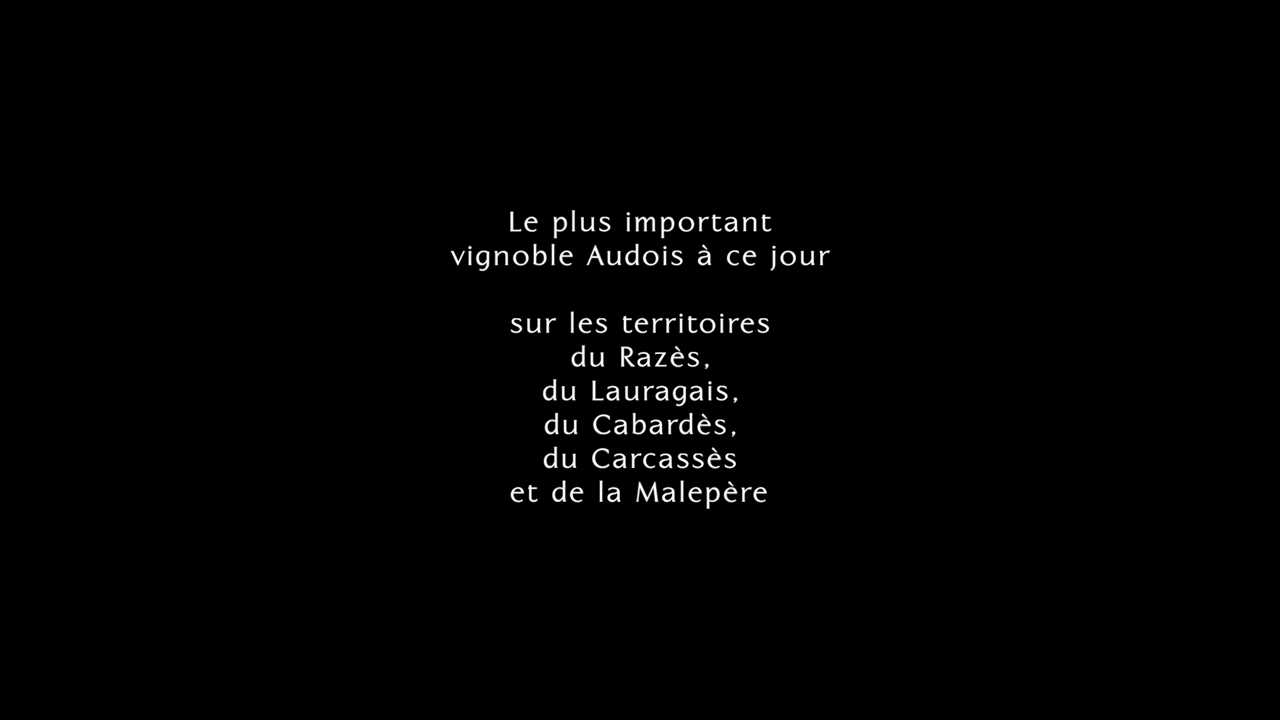 Le plus important
vignoble Audois à ce jour
sur les territoires
du Razès,
du Lauragais,
du Cabardès,
du Carcassès
et de la Malepère